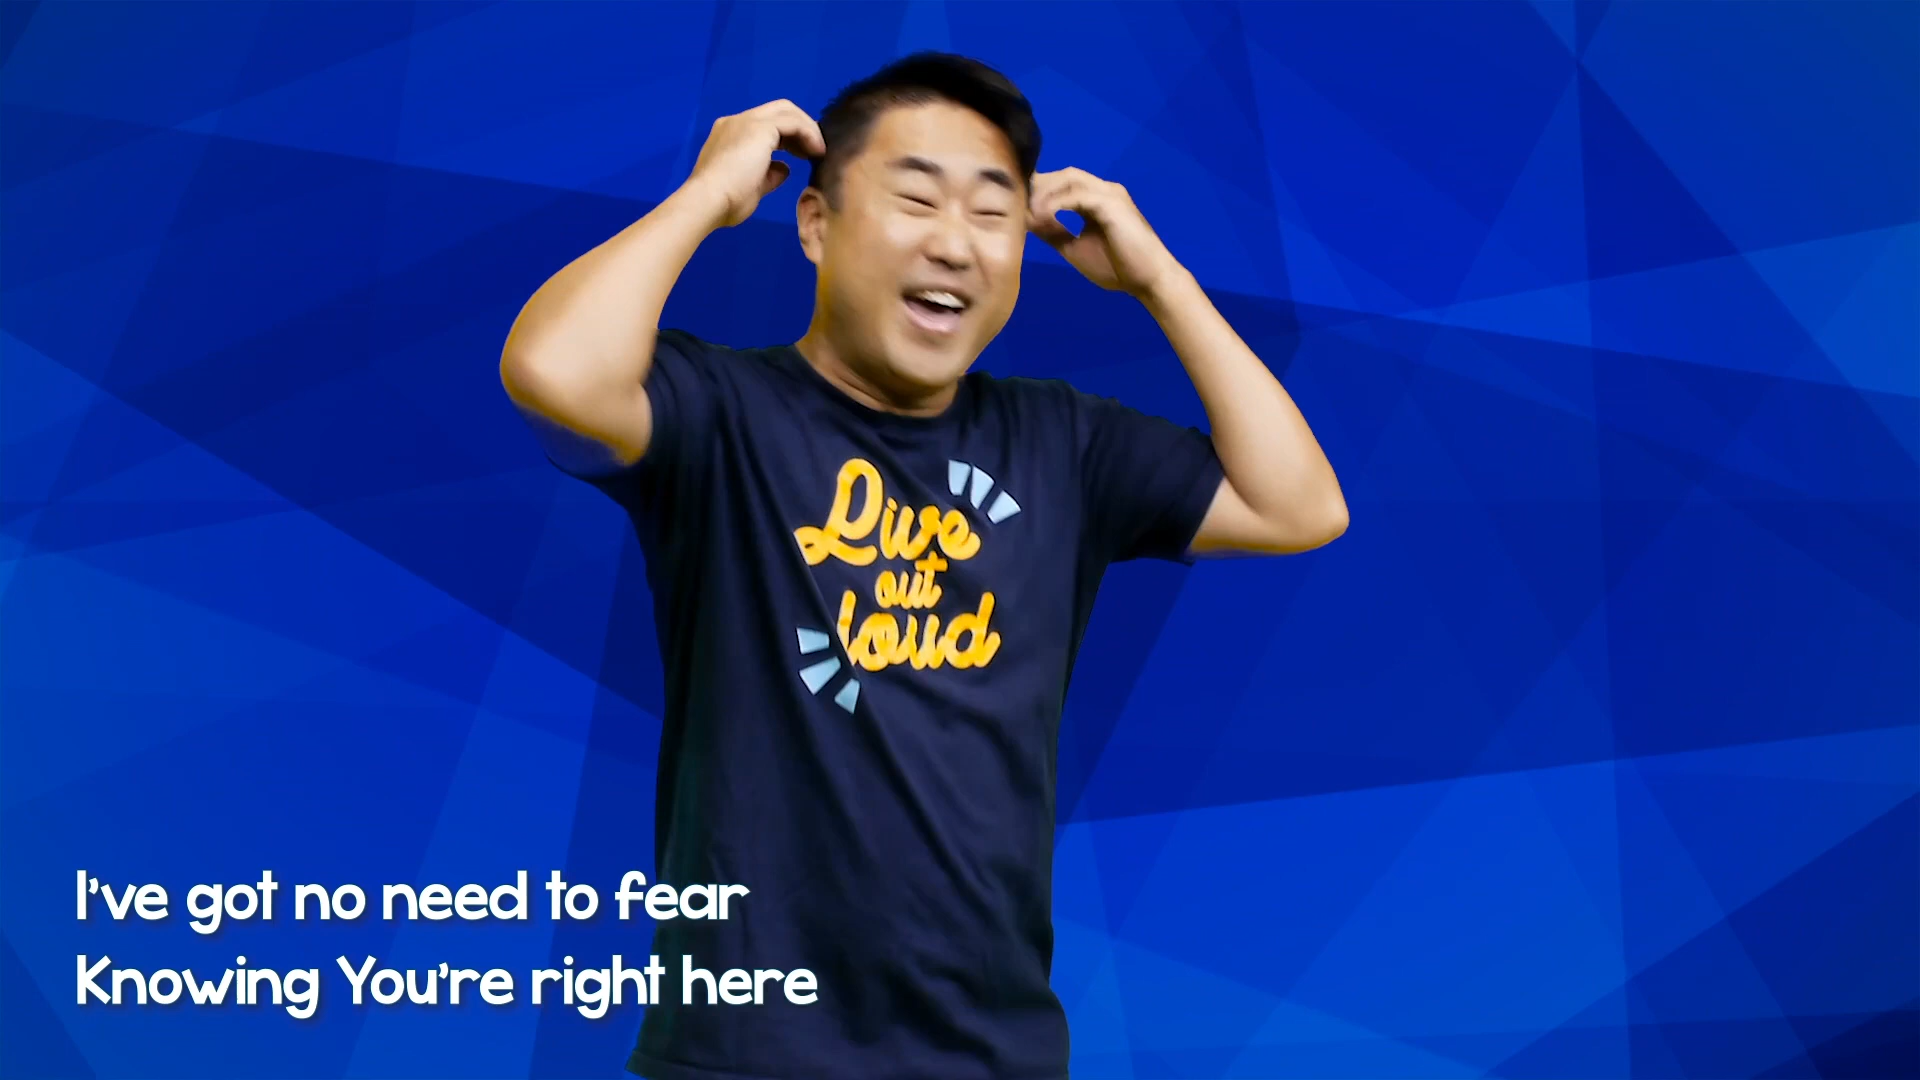 Live
out
loud
I've got no need to fear
Knowing You're right here